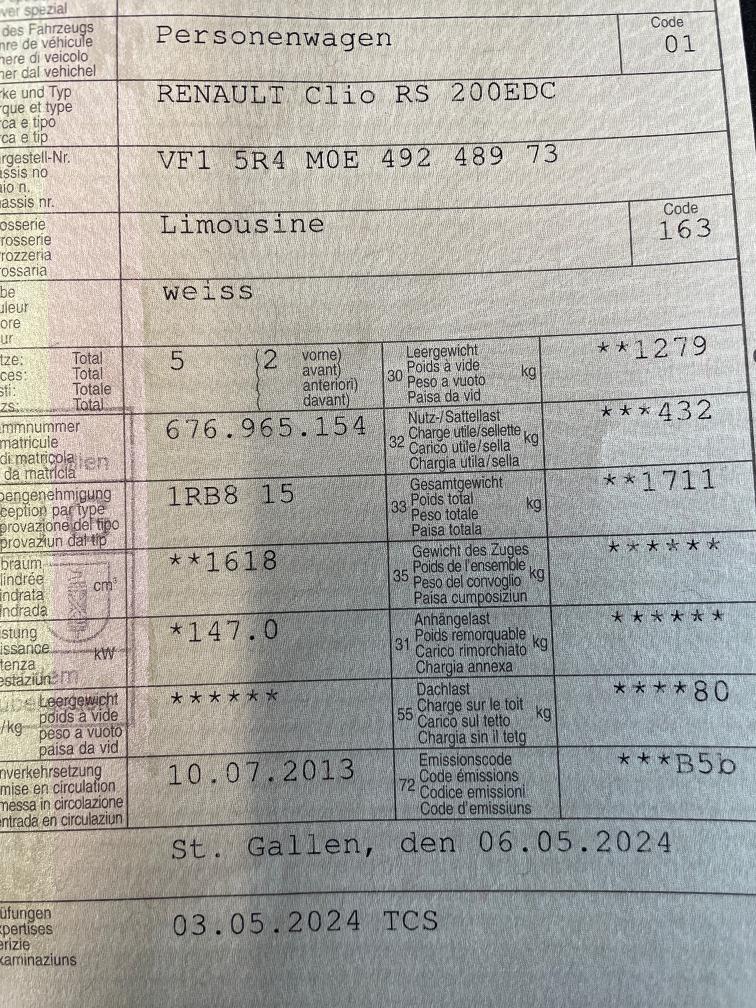 ver spezial
des Fahrzeugs
nre de véhicule
nere di veicolo
ner dal vehichel
Personenwagen
Code
01
rke und Typ
rque et type
rca e tipo
rca e tip
RENAULT Clio RS 200EDC
rgestell-Nr.
assis no
aio n.
hassis nr.
VF1 5R4 M0E 492 489 73
osserie
rosserie
rozzeria
rossaria
Limousine
Code
163
be
uleur
ore
ur
weiss
tze: Total
ces: Total
sti: Totale
zs. Total
5
(2 vorne)
avant)
anteriori)
davant)
30
Leergewicht
Poids à vide
Peso a vuoto
Paisa da vid
kg
**1279
ammnummer
matricule
di matricola
da matricla
676.965.154
32
Nutz-/Sattellast
Charge utile/sellette
Carico utile/sella
Chargia utila/sella
kg
***432
pengenehmigung
ception par type
provazione del tipo
provaziun dal tip
1RB8 15
33
Gesamtgewicht
Poids total
Peso totale
Paisa totala
kg
**1711
braum
lindrée
indrata
indrada
cm³
**1618
35
Gewicht des Zuges
Poids de l'ensemble
Peso del convoglio
Paisa cumposiziun
kg
******
stung
issance
tenza
estaziun
kW
*147.0
31
Anhängelast
Poids remorquable
Carico rimorchiato
Chargia annexa
kg
******
/kg
Leergewicht
poids à vide
peso a vuoto
paisa da vid
******
55
Dachlast
Charge sur le toit
Carico sul tetto
Chargia sin il tetg
kg
****80
nverkehrsetzung
mise en circulation
messa in circolazione
entrada en circulaziun
10.07.2013
72
Emissionscode
Code émissions
Codice emissioni
Code d'emissiuns
***B5b
St. Gallen, den 06.05.2024
üfungen
xpertises
erizie
xaminaziuns
03.05.2024 TCS